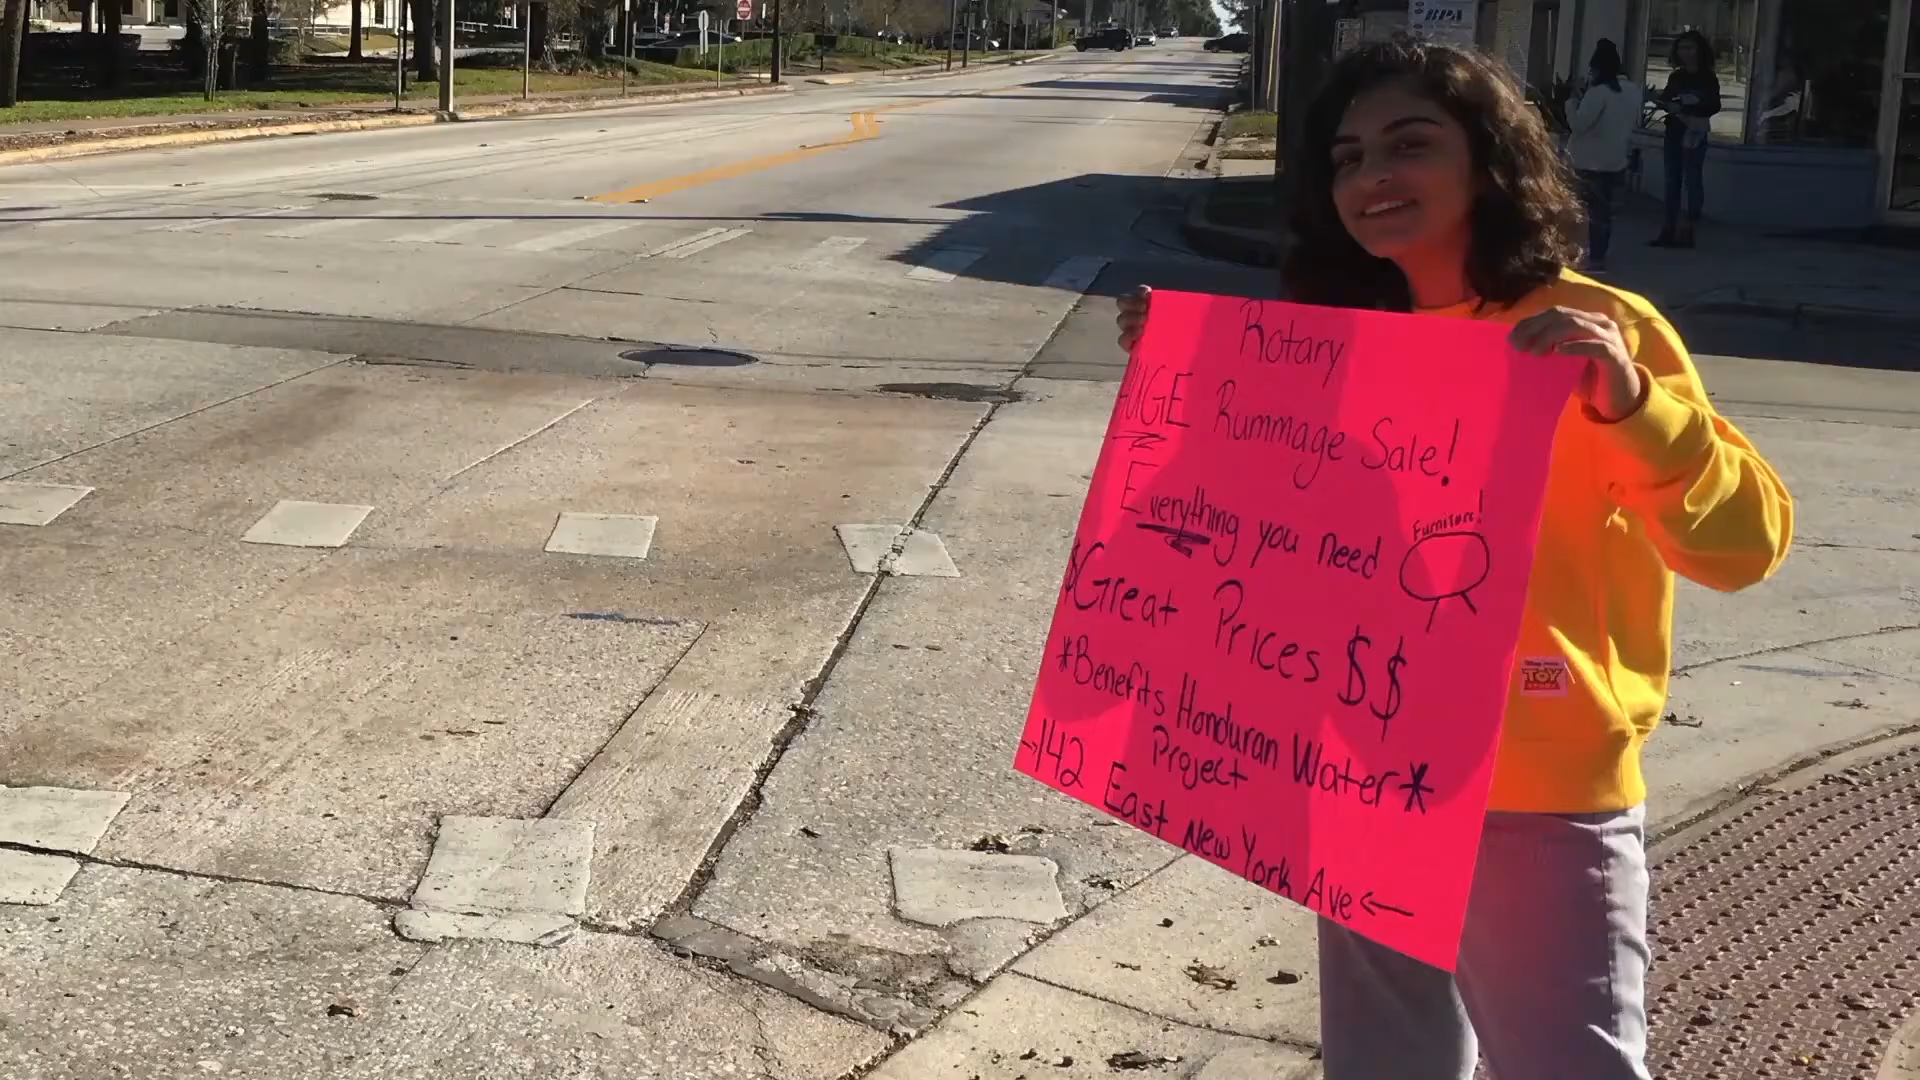 BPA
Rotary
HUGE Rummage Sale!
Everything you need
Furniture!
$Great Prices $$
*Benefits Honduran Water*
Project
→142 East New York Ave←
TOY